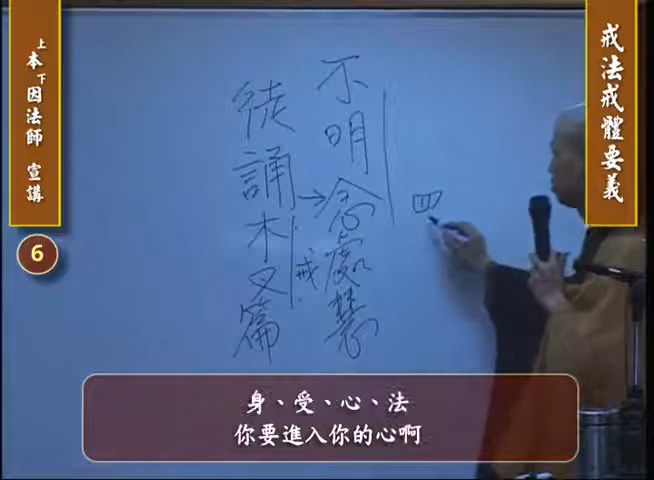 戒法戒體要義
上本下因法師 宣講
6
四
不明念處慧
徒誦木叉篇
戒
身、受、心、法
你要進入你的心啊